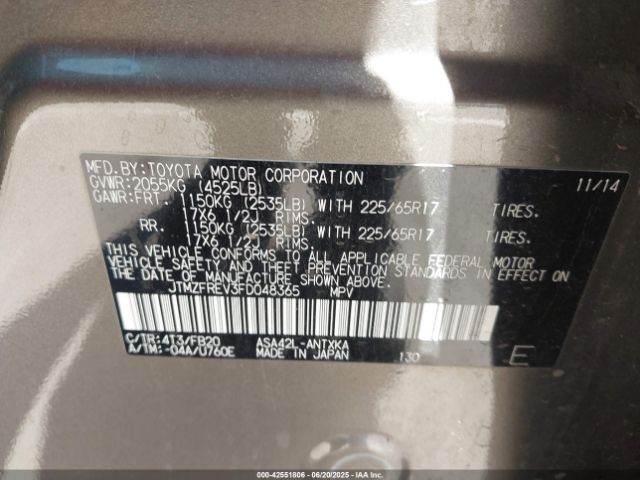 MFD.BY:TOYOTA MOTOR CORPORATION 11/14
GVWR:2055KG (4525LB)
GAWR:FRT. 1150KG (2535LB) WITH 225/65R17 TIRES.
17X6 1/2J RIMS.
RR. 1150KG (2535LB) WITH 225/65R17 TIRES.
17X6 1/2J RIMS.
THIS VEHICLE CONFORMS TO ALL APPLICABLE FEDERAL MOTOR
VEHICLE SAFETY AND THEFT PREVENTION STANDARDS IN EFFECT ON
THE DATE OF MANUFACTURE SHOWN ABOVE.
JTMZFREV3FD048365 MPV
C/TR:4T3/FB20 ASA42L-ANTXKA
A/TM:-04A/U760E MADE IN JAPAN 130 E
000-42551806 - 06/20/2025 - COPYRIGHT IAA, LLC